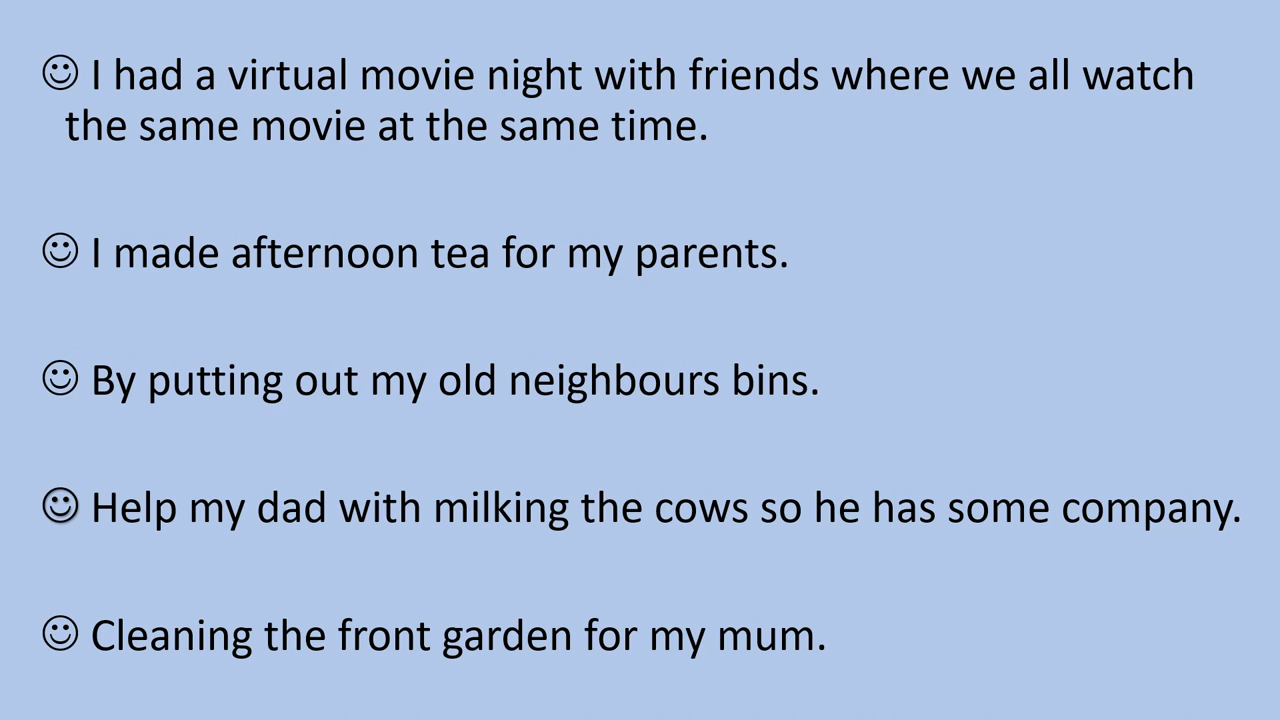 ☺ I had a virtual movie night with friends where we all watch
the same movie at the same time.
☺ I made afternoon tea for my parents.
☺ By putting out my old neighbours bins.
☺ Help my dad with milking the cows so he has some company.
☺ Cleaning the front garden for my mum.